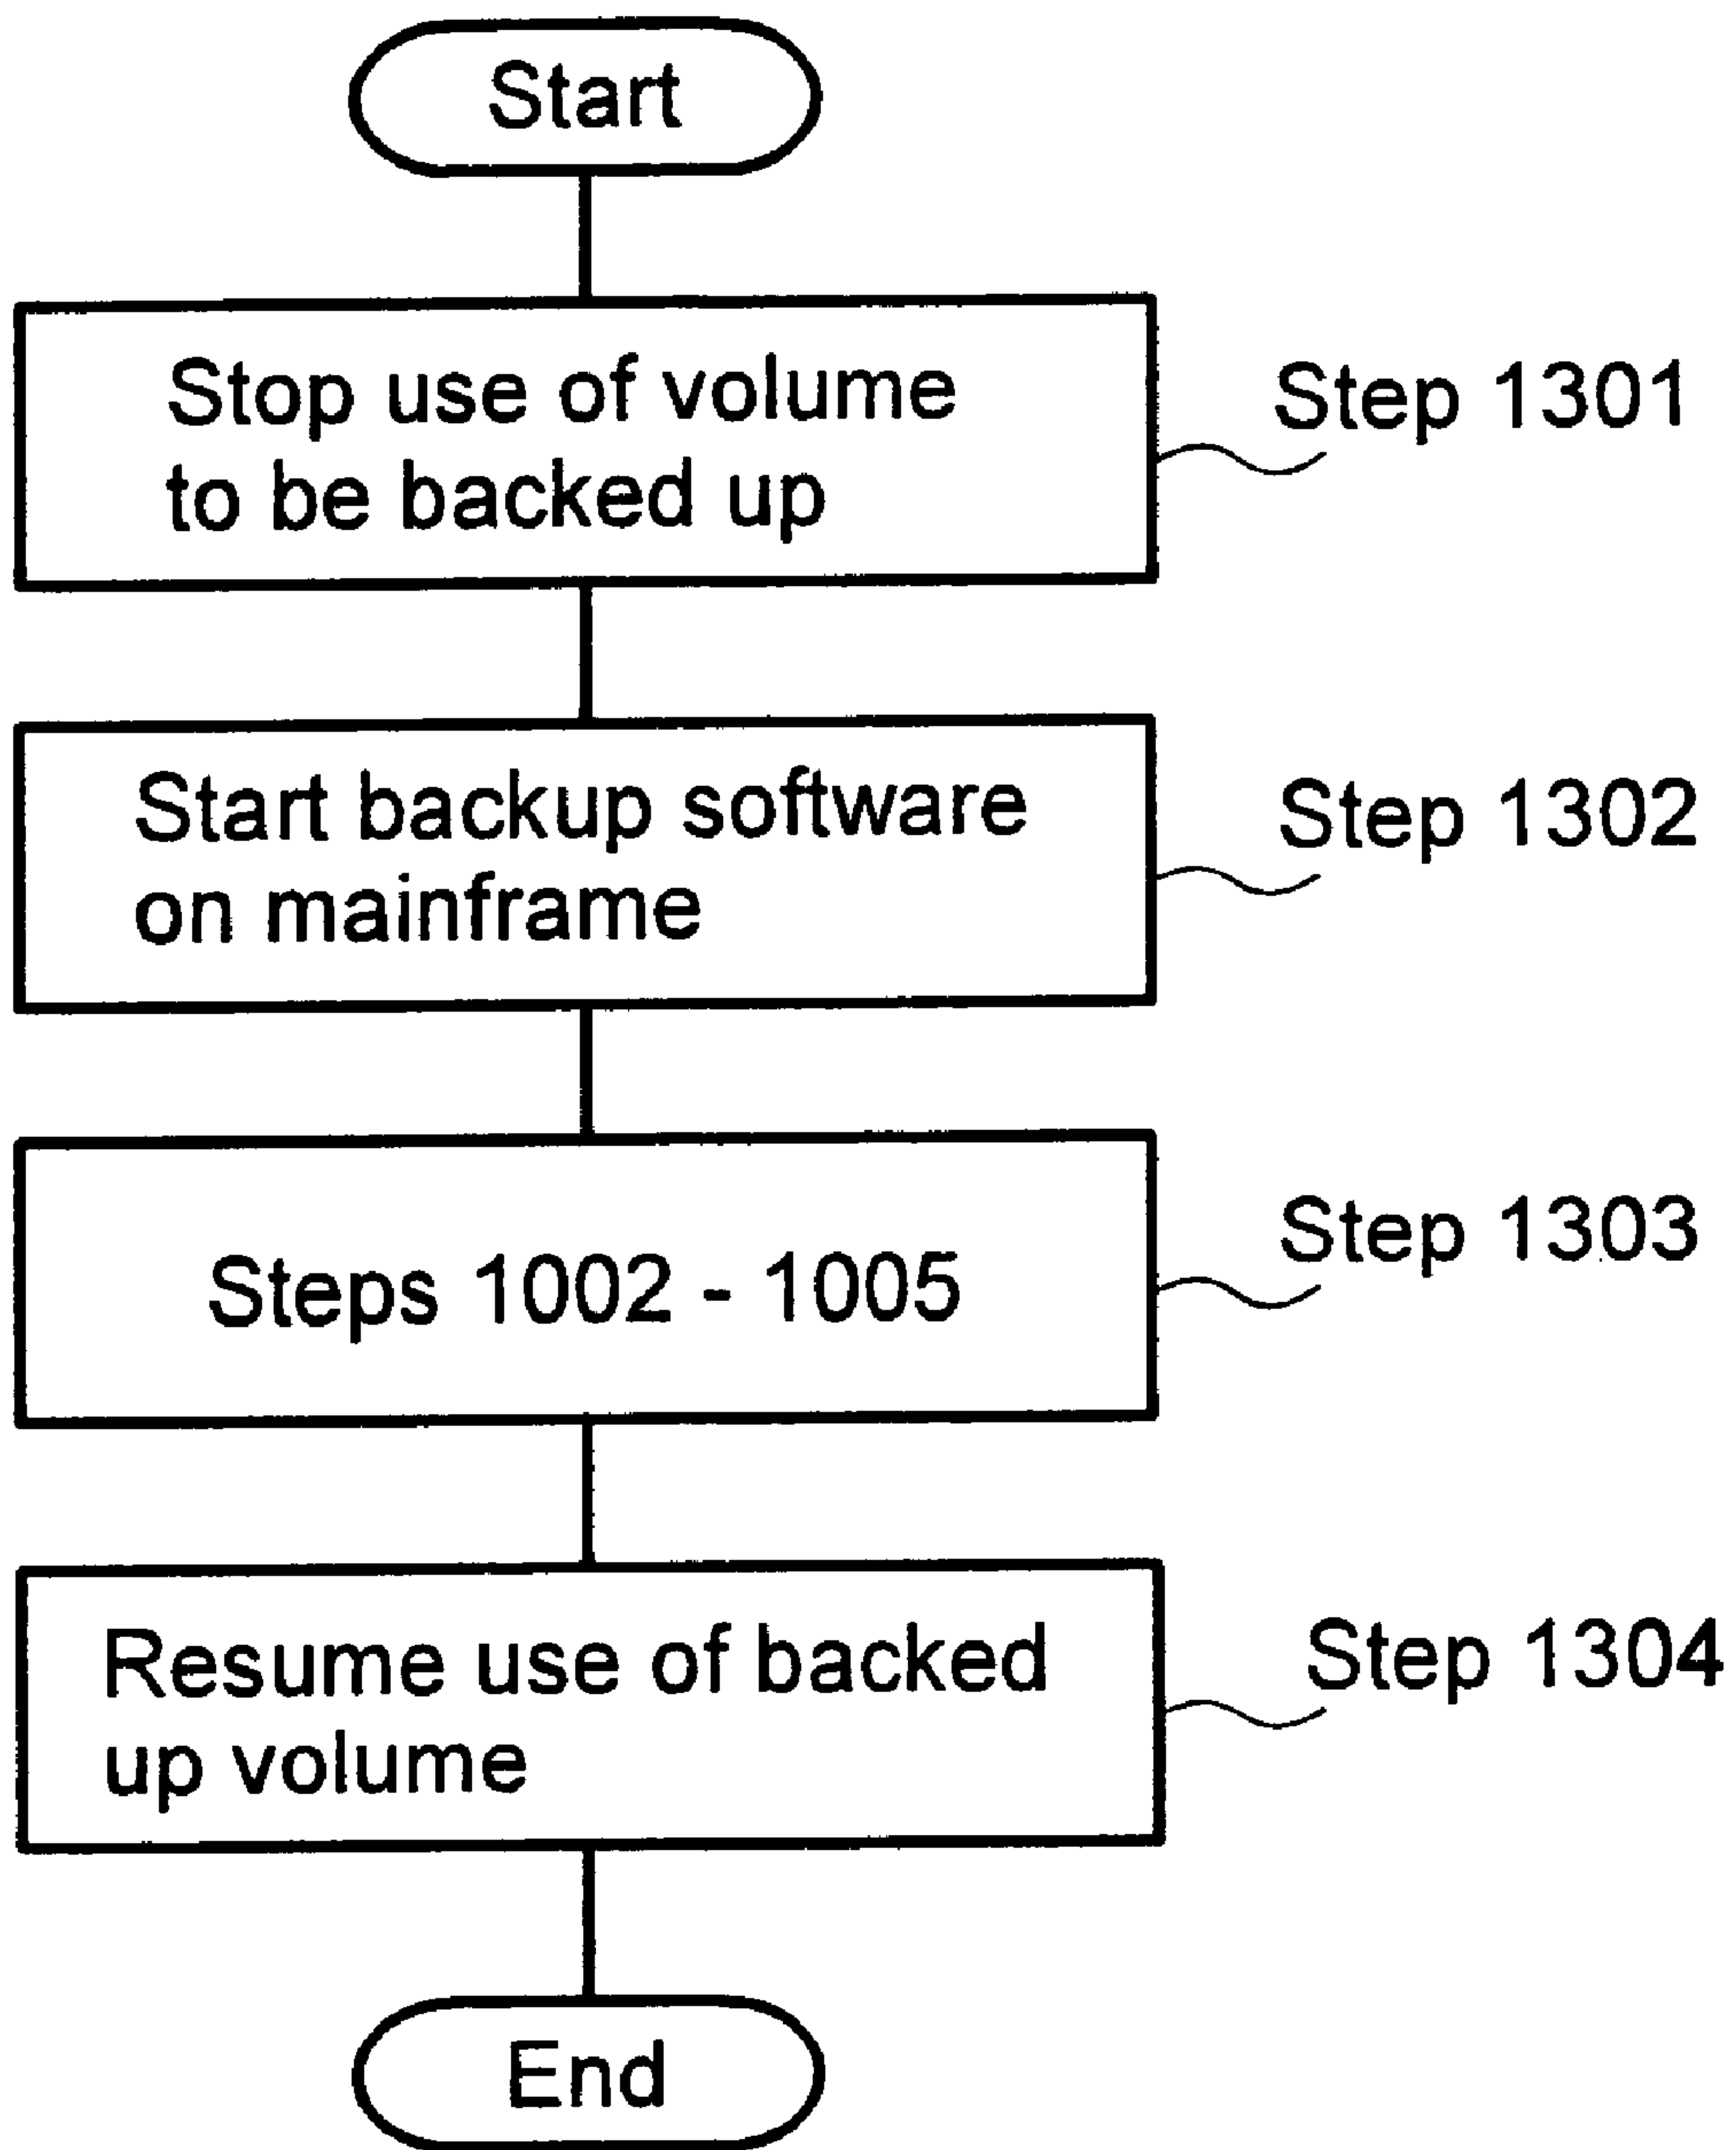 Start
Stop use of volume
to be backed up
Step 1301
Start backup software
on mainframe
Step 1302
Steps 1002 - 1005
Step 1303
Resume use of backed
up volume
Step 1304
End